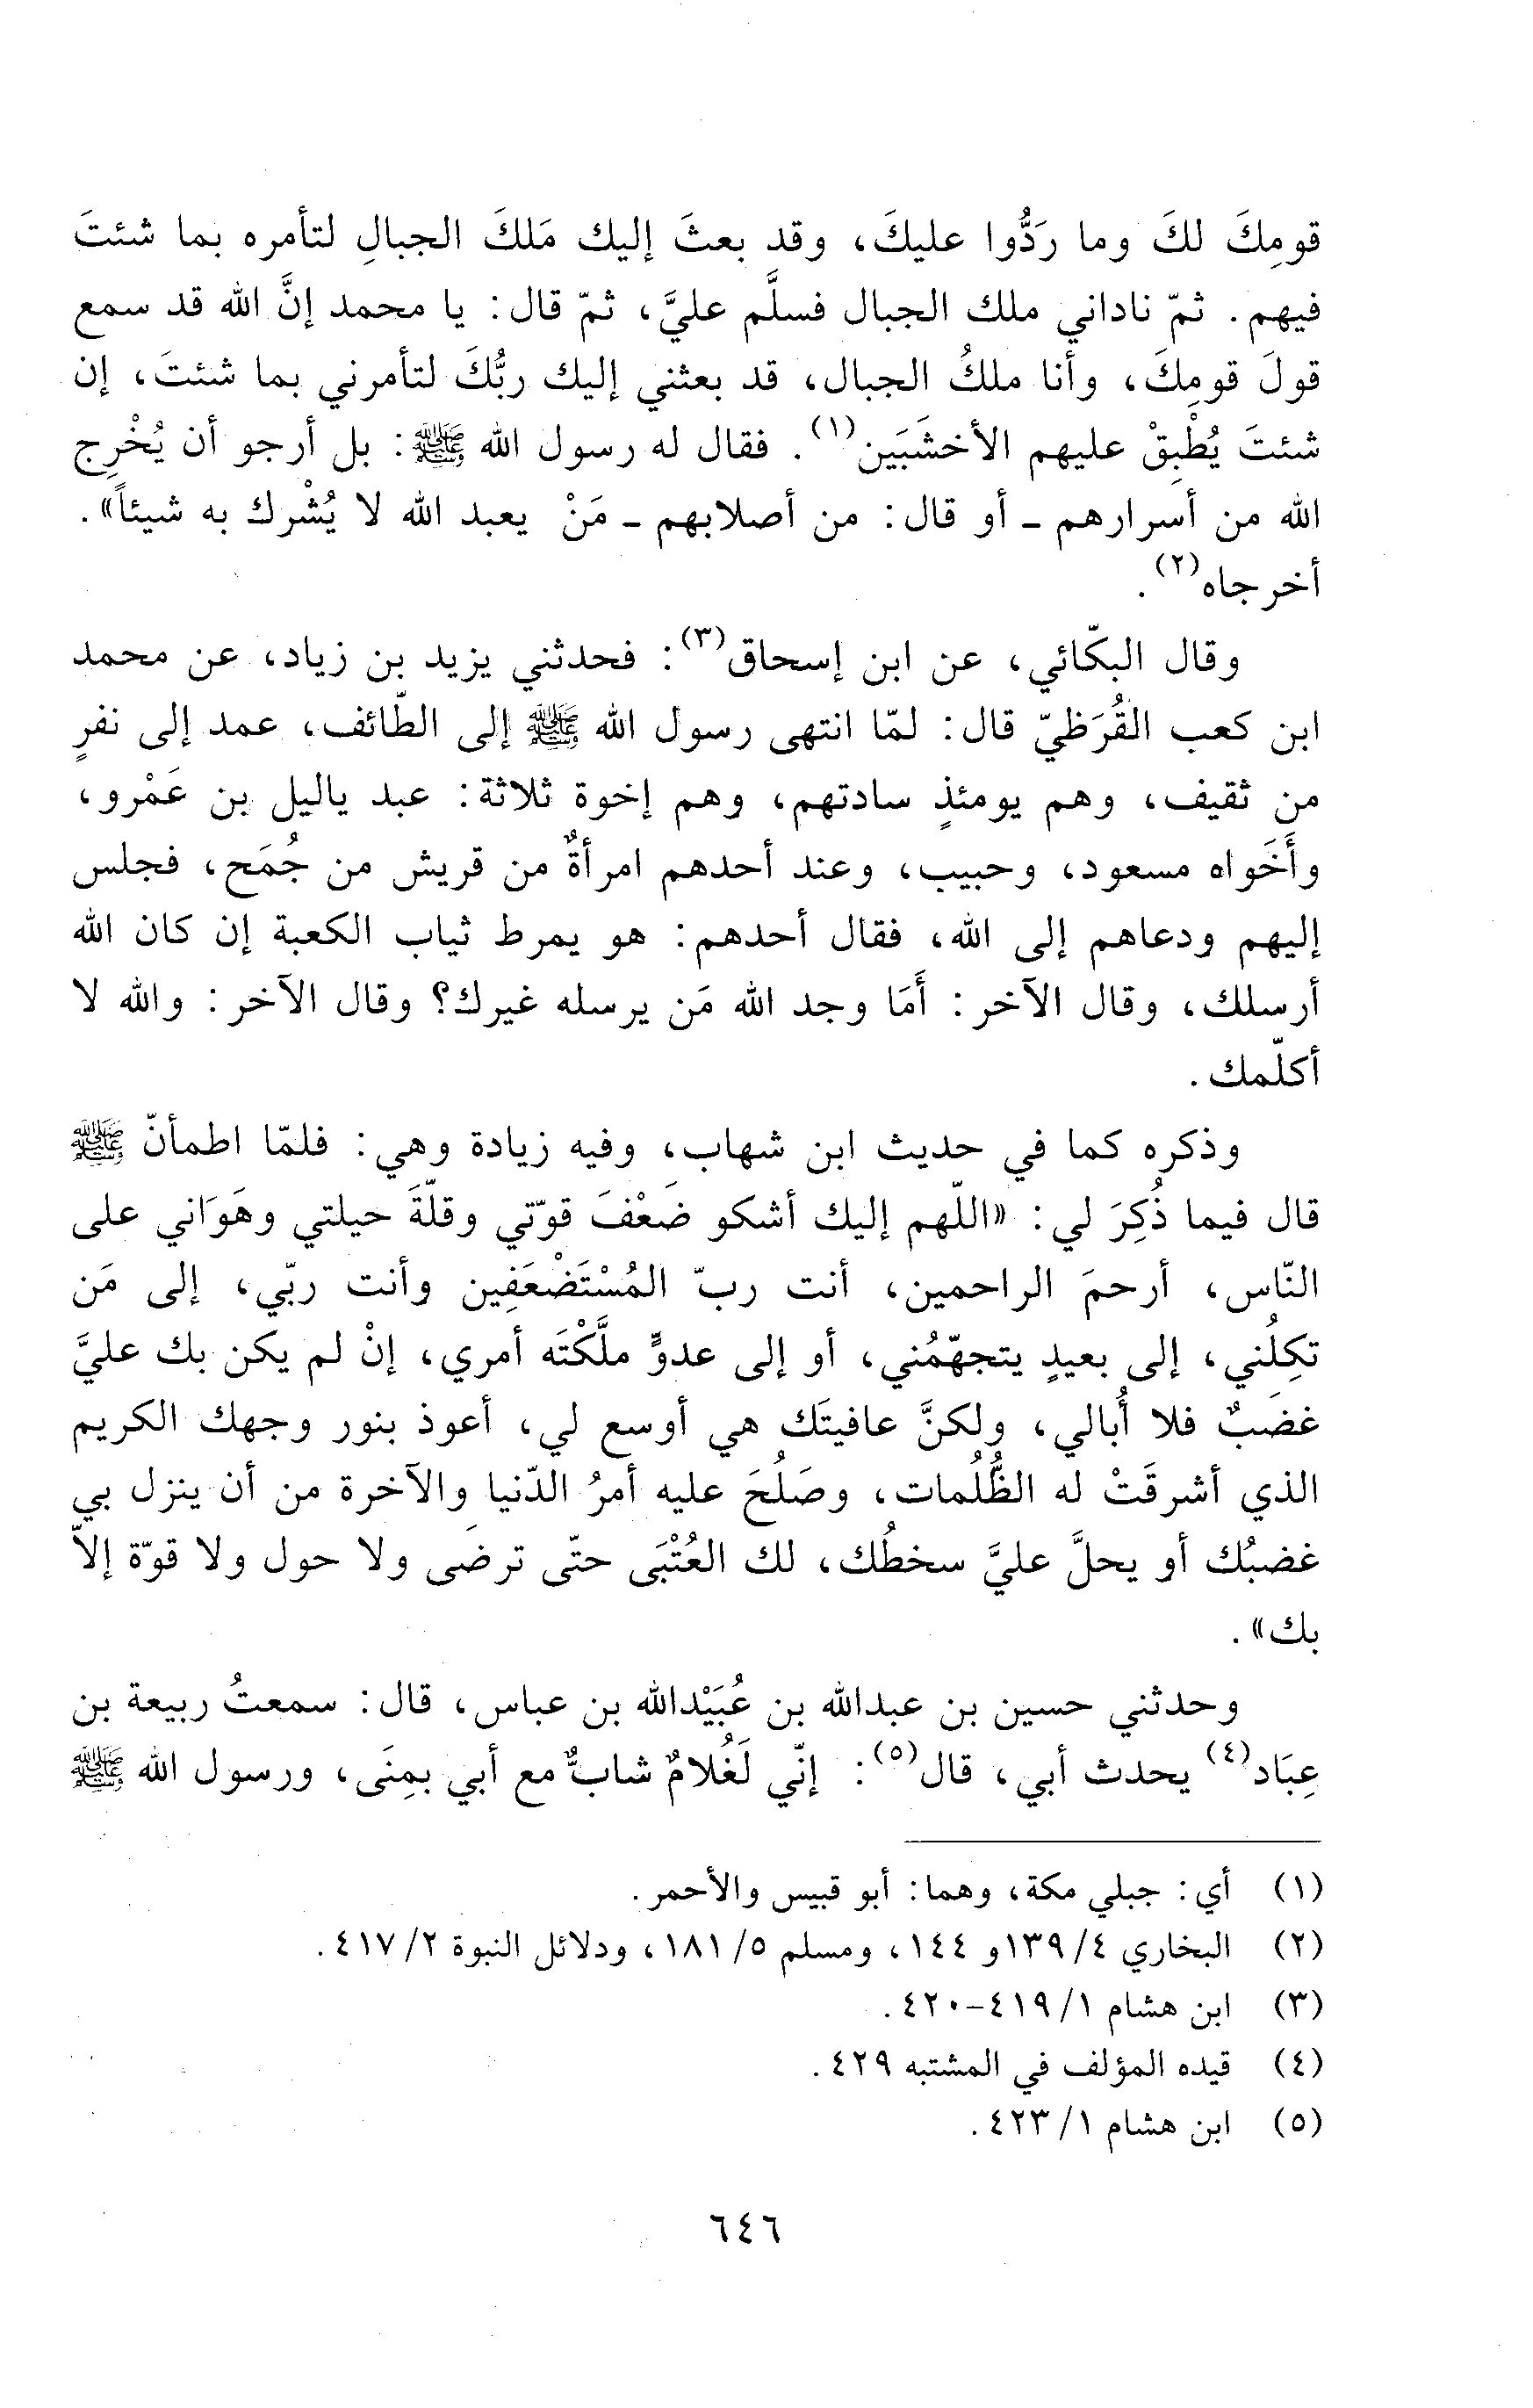 قومِكَ لكَ وما رَدُّوا عليكَ، وقد بعثَ إليك مَلكَ الجبالِ لتأمره بما شئتَ
فيهم. ثمّ ناداني ملك الجبال فسلَّم عليَّ، ثمّ قال: يا محمد إنَّ الله قد سمع
قولَ قومِكَ، وأنا ملكُ الجبال، قد بعثني إليك ربُّكَ لتأمرني بما شئتَ، إن
شئتَ يُطْبِقْ عليهم الأخشَبَين(١). فقال له رسول الله ﷺ: بل أرجو أن يُخْرِج
الله من أسرارهم ـ أو قال: من أصلابهم ـ مَنْ يعبد الله لا يُشْرك به شيئاً».
أخرجاه(٢).
وقال البكّائي، عن ابن إسحاق(٣): فحدثني يزيد بن زياد، عن محمد
ابن كعب القُرَظيّ قال: لمّا انتهى رسول الله ﷺ إلى الطّائف، عمد إلى نفرٍ
من ثقيف، وهم يومئذٍ سادتهم، وهم إخوة ثلاثة: عبد ياليل بن عَمْرو،
وأَخَواه مسعود، وحبيب، وعند أحدهم امرأةٌ من قريش من جُمَح، فجلس
إليهم ودعاهم إلى الله، فقال أحدهم: هو يمرط ثياب الكعبة إن كان الله
أرسلك، وقال الآخر: أَمَا وجد الله مَن يرسله غيرك؟ وقال الآخر: والله لا
أكلّمك.
وذكره كما في حديث ابن شهاب، وفيه زيادة وهي: فلمّا اطمأنّ ﷺ
قال فيما ذُكِرَ لي: «اللّهم إليك أشكو ضَعْفَ قوّتي وقلّةَ حيلتي وهَوَاني على
النّاس، أرحمَ الراحمين، أنت ربّ المُسْتَضْعَفِين وأنت ربّي، إلى مَن
تكِلُني، إلى بعيدٍ يتجهّمُني، أو إلى عدوٍّ ملَّكْتَه أمري، إنْ لم يكن بك عليَّ
غضَبٌ فلا أُبالي، ولكنَّ عافيتَك هي أوسع لي، أعوذ بنور وجهك الكريم
الذي أشرقَتْ له الظُّلُمات، وصَلُحَ عليه أمرُ الدّنيا والآخرة من أن ينزل بي
غضبُك أو يحلَّ عليَّ سخطُك، لك العُتْبَى حتّى ترضَى ولا حول ولا قوّة إلاّ
بك».
وحدثني حسين بن عبدالله بن عُبَيْدالله بن عباس، قال: سمعتُ ربيعة بن
عِبَاد(٤) يحدث أبي، قال(٥): إنّي لَغُلامٌ شابٌّ مع أبي بمِنَى، ورسول الله ﷺ
(١) أي: جبلي مكة، وهما: أبو قبيس والأحمر.
(٢) البخاري ٤/ ١٣٩و ١٤٤، ومسلم ٥/ ١٨١، ودلائل النبوة ٢/ ٤١٧.
(٣) ابن هشام ١/ ٤١٩-٤٢٠.
(٤) قيده المؤلف في المشتبه ٤٢٩.
(٥) ابن هشام ١/ ٤٢٣.
٦٤٦